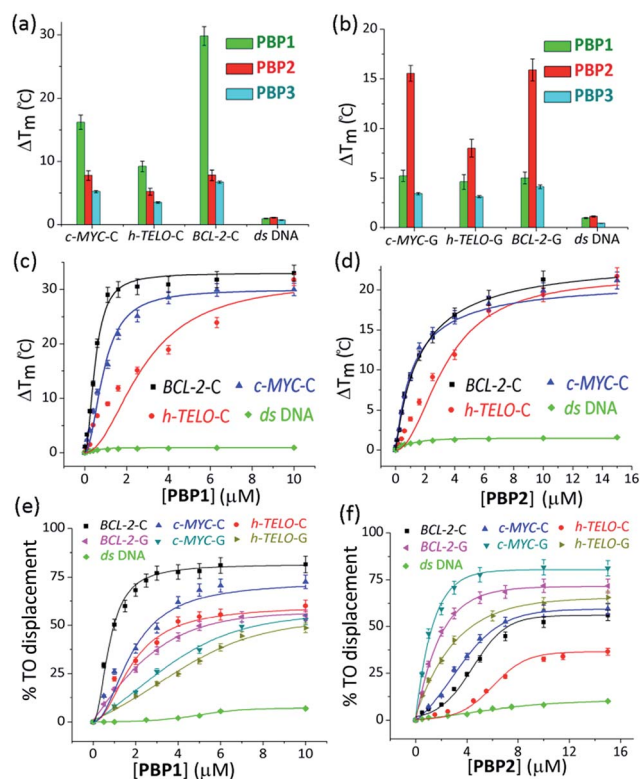 (a)
PBP1
PBP2
PBP3
ΔTm (°C)
30
25
20
15
10
5
0
c-MYC-C h-TELO-C BCL-2-C ds DNA
(b)
PBP1
PBP2
PBP3
ΔTm (°C)
20
15
10
5
0
c-MYC-G h-TELO-G BCL-2-G ds DNA
(c)
ΔTm (°C)
30
20
10
0
BCL-2-C c-MYC-C
h-TELO-C
ds DNA
0 2 4 6 8 10
[PBP1] (μM)
(d)
ΔTm (°C)
20
15
10
5
0
BCL-2-C c-MYC-C
h-TELO-C
ds DNA
0 2 4 6 8 10 12 14 16
[PBP2] (μM)
(e)
% TO displacement
100
75
50
25
0
BCL-2-C c-MYC-C h-TELO-C
BCL-2-G c-MYC-G h-TELO-G
ds DNA
0 2 4 6 8 10
[PBP1] (μM)
(f)
% TO displacement
100
75
50
25
0
BCL-2-C c-MYC-C h-TELO-C
BCL-2-G c-MYC-G h-TELO-G
ds DNA
0 5 10 15
[PBP2] (μM)